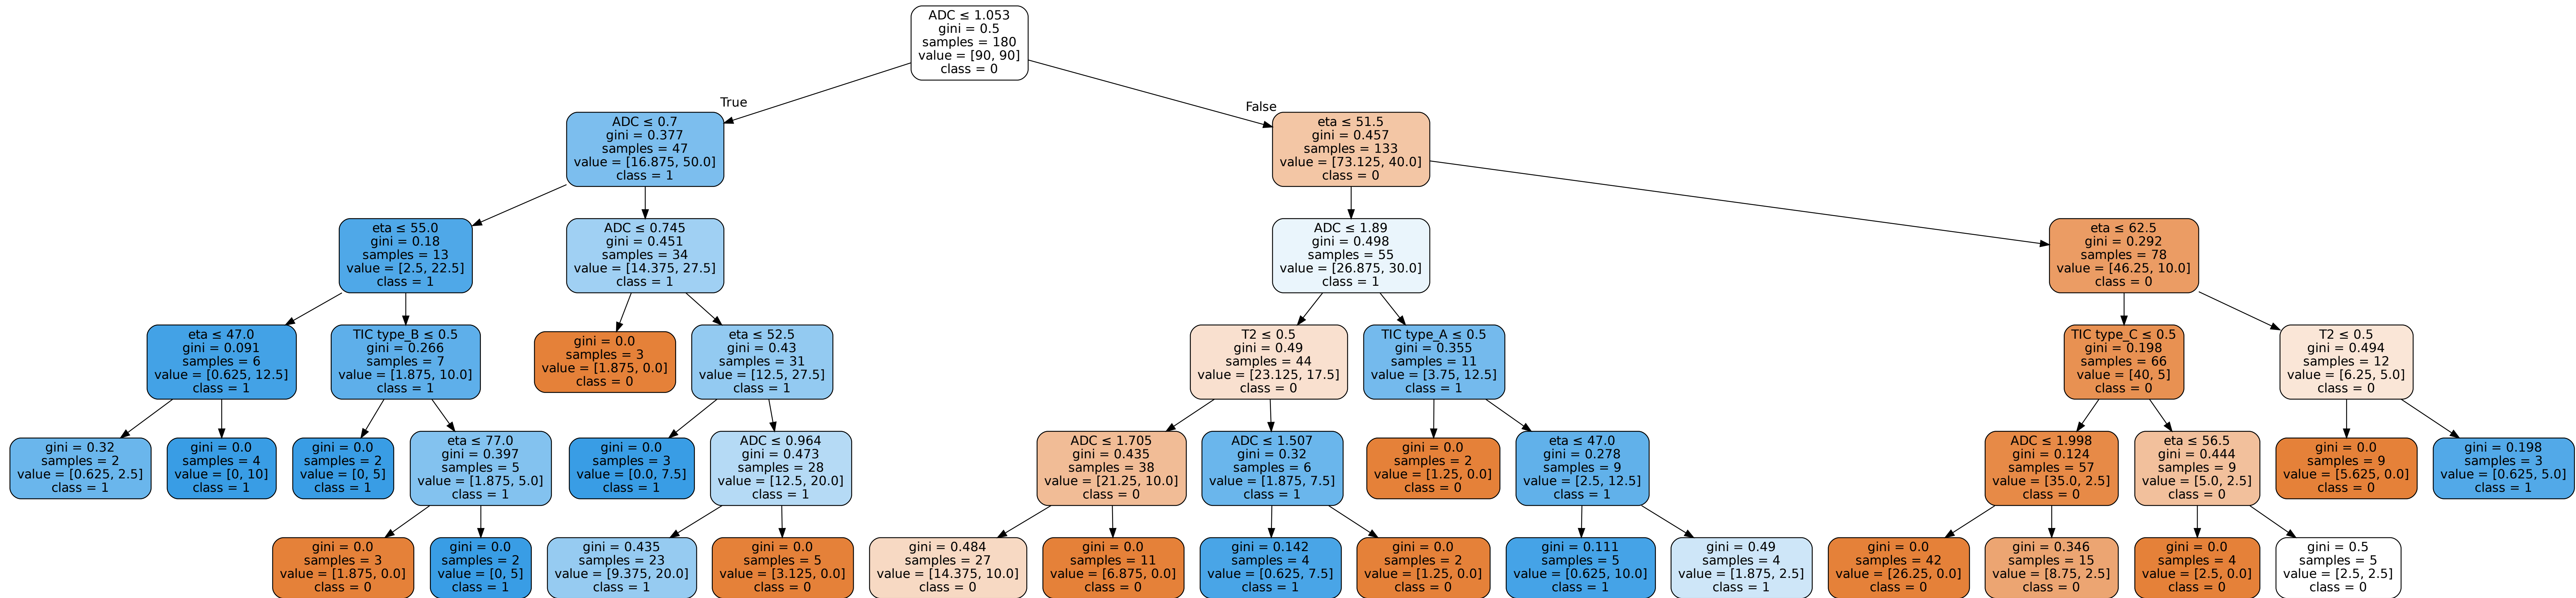 ADC ≤ 1.053
gini = 0.5
samples = 180
value = [90, 90]
class = 0
True
False
ADC ≤ 0.7
gini = 0.377
samples = 47
value = [16.875, 50.0]
class = 1
eta ≤ 51.5
gini = 0.457
samples = 133
value = [73.125, 40.0]
class = 0
eta ≤ 55.0
gini = 0.18
samples = 13
value = [2.5, 22.5]
class = 1
ADC ≤ 0.745
gini = 0.451
samples = 34
value = [14.375, 27.5]
class = 1
ADC ≤ 1.89
gini = 0.498
samples = 55
value = [26.875, 30.0]
class = 1
eta ≤ 62.5
gini = 0.292
samples = 78
value = [46.25, 10.0]
class = 0
eta ≤ 47.0
gini = 0.091
samples = 6
value = [0.625, 12.5]
class = 1
TIC type_B ≤ 0.5
gini = 0.266
samples = 7
value = [1.875, 10.0]
class = 1
gini = 0.0
samples = 3
value = [1.875, 0.0]
class = 0
eta ≤ 52.5
gini = 0.43
samples = 31
value = [12.5, 27.5]
class = 1
T2 ≤ 0.5
gini = 0.49
samples = 44
value = [23.125, 17.5]
class = 0
TIC type_A ≤ 0.5
gini = 0.355
samples = 11
value = [3.75, 12.5]
class = 1
TIC type_C ≤ 0.5
gini = 0.198
samples = 66
value = [40, 5]
class = 0
T2 ≤ 0.5
gini = 0.494
samples = 12
value = [6.25, 5.0]
class = 0
gini = 0.32
samples = 2
value = [0.625, 2.5]
class = 1
gini = 0.0
samples = 4
value = [0, 10]
class = 1
gini = 0.0
samples = 2
value = [0, 5]
class = 1
eta ≤ 77.0
gini = 0.397
samples = 5
value = [1.875, 5.0]
class = 1
gini = 0.0
samples = 3
value = [0.0, 7.5]
class = 1
ADC ≤ 0.964
gini = 0.473
samples = 28
value = [12.5, 20.0]
class = 1
ADC ≤ 1.705
gini = 0.435
samples = 38
value = [21.25, 10.0]
class = 0
ADC ≤ 1.507
gini = 0.32
samples = 6
value = [1.875, 7.5]
class = 1
gini = 0.0
samples = 2
value = [1.25, 0.0]
class = 0
eta ≤ 47.0
gini = 0.278
samples = 9
value = [2.5, 12.5]
class = 1
ADC ≤ 1.998
gini = 0.124
samples = 57
value = [35.0, 2.5]
class = 0
eta ≤ 56.5
gini = 0.444
samples = 9
value = [5.0, 2.5]
class = 0
gini = 0.0
samples = 9
value = [5.625, 0.0]
class = 0
gini = 0.198
samples = 3
value = [0.625, 5.0]
class = 1
gini = 0.0
samples = 3
value = [1.875, 0.0]
class = 0
gini = 0.0
samples = 2
value = [0, 5]
class = 1
gini = 0.435
samples = 23
value = [9.375, 20.0]
class = 1
gini = 0.0
samples = 5
value = [3.125, 0.0]
class = 0
gini = 0.484
samples = 27
value = [14.375, 10.0]
class = 0
gini = 0.0
samples = 11
value = [6.875, 0.0]
class = 0
gini = 0.142
samples = 4
value = [0.625, 7.5]
class = 1
gini = 0.0
samples = 2
value = [1.25, 0.0]
class = 0
gini = 0.111
samples = 5
value = [0.625, 10.0]
class = 1
gini = 0.49
samples = 4
value = [1.875, 2.5]
class = 1
gini = 0.0
samples = 42
value = [26.25, 0.0]
class = 0
gini = 0.346
samples = 15
value = [8.75, 2.5]
class = 0
gini = 0.0
samples = 4
value = [2.5, 0.0]
class = 0
gini = 0.5
samples = 5
value = [2.5, 2.5]
class = 0